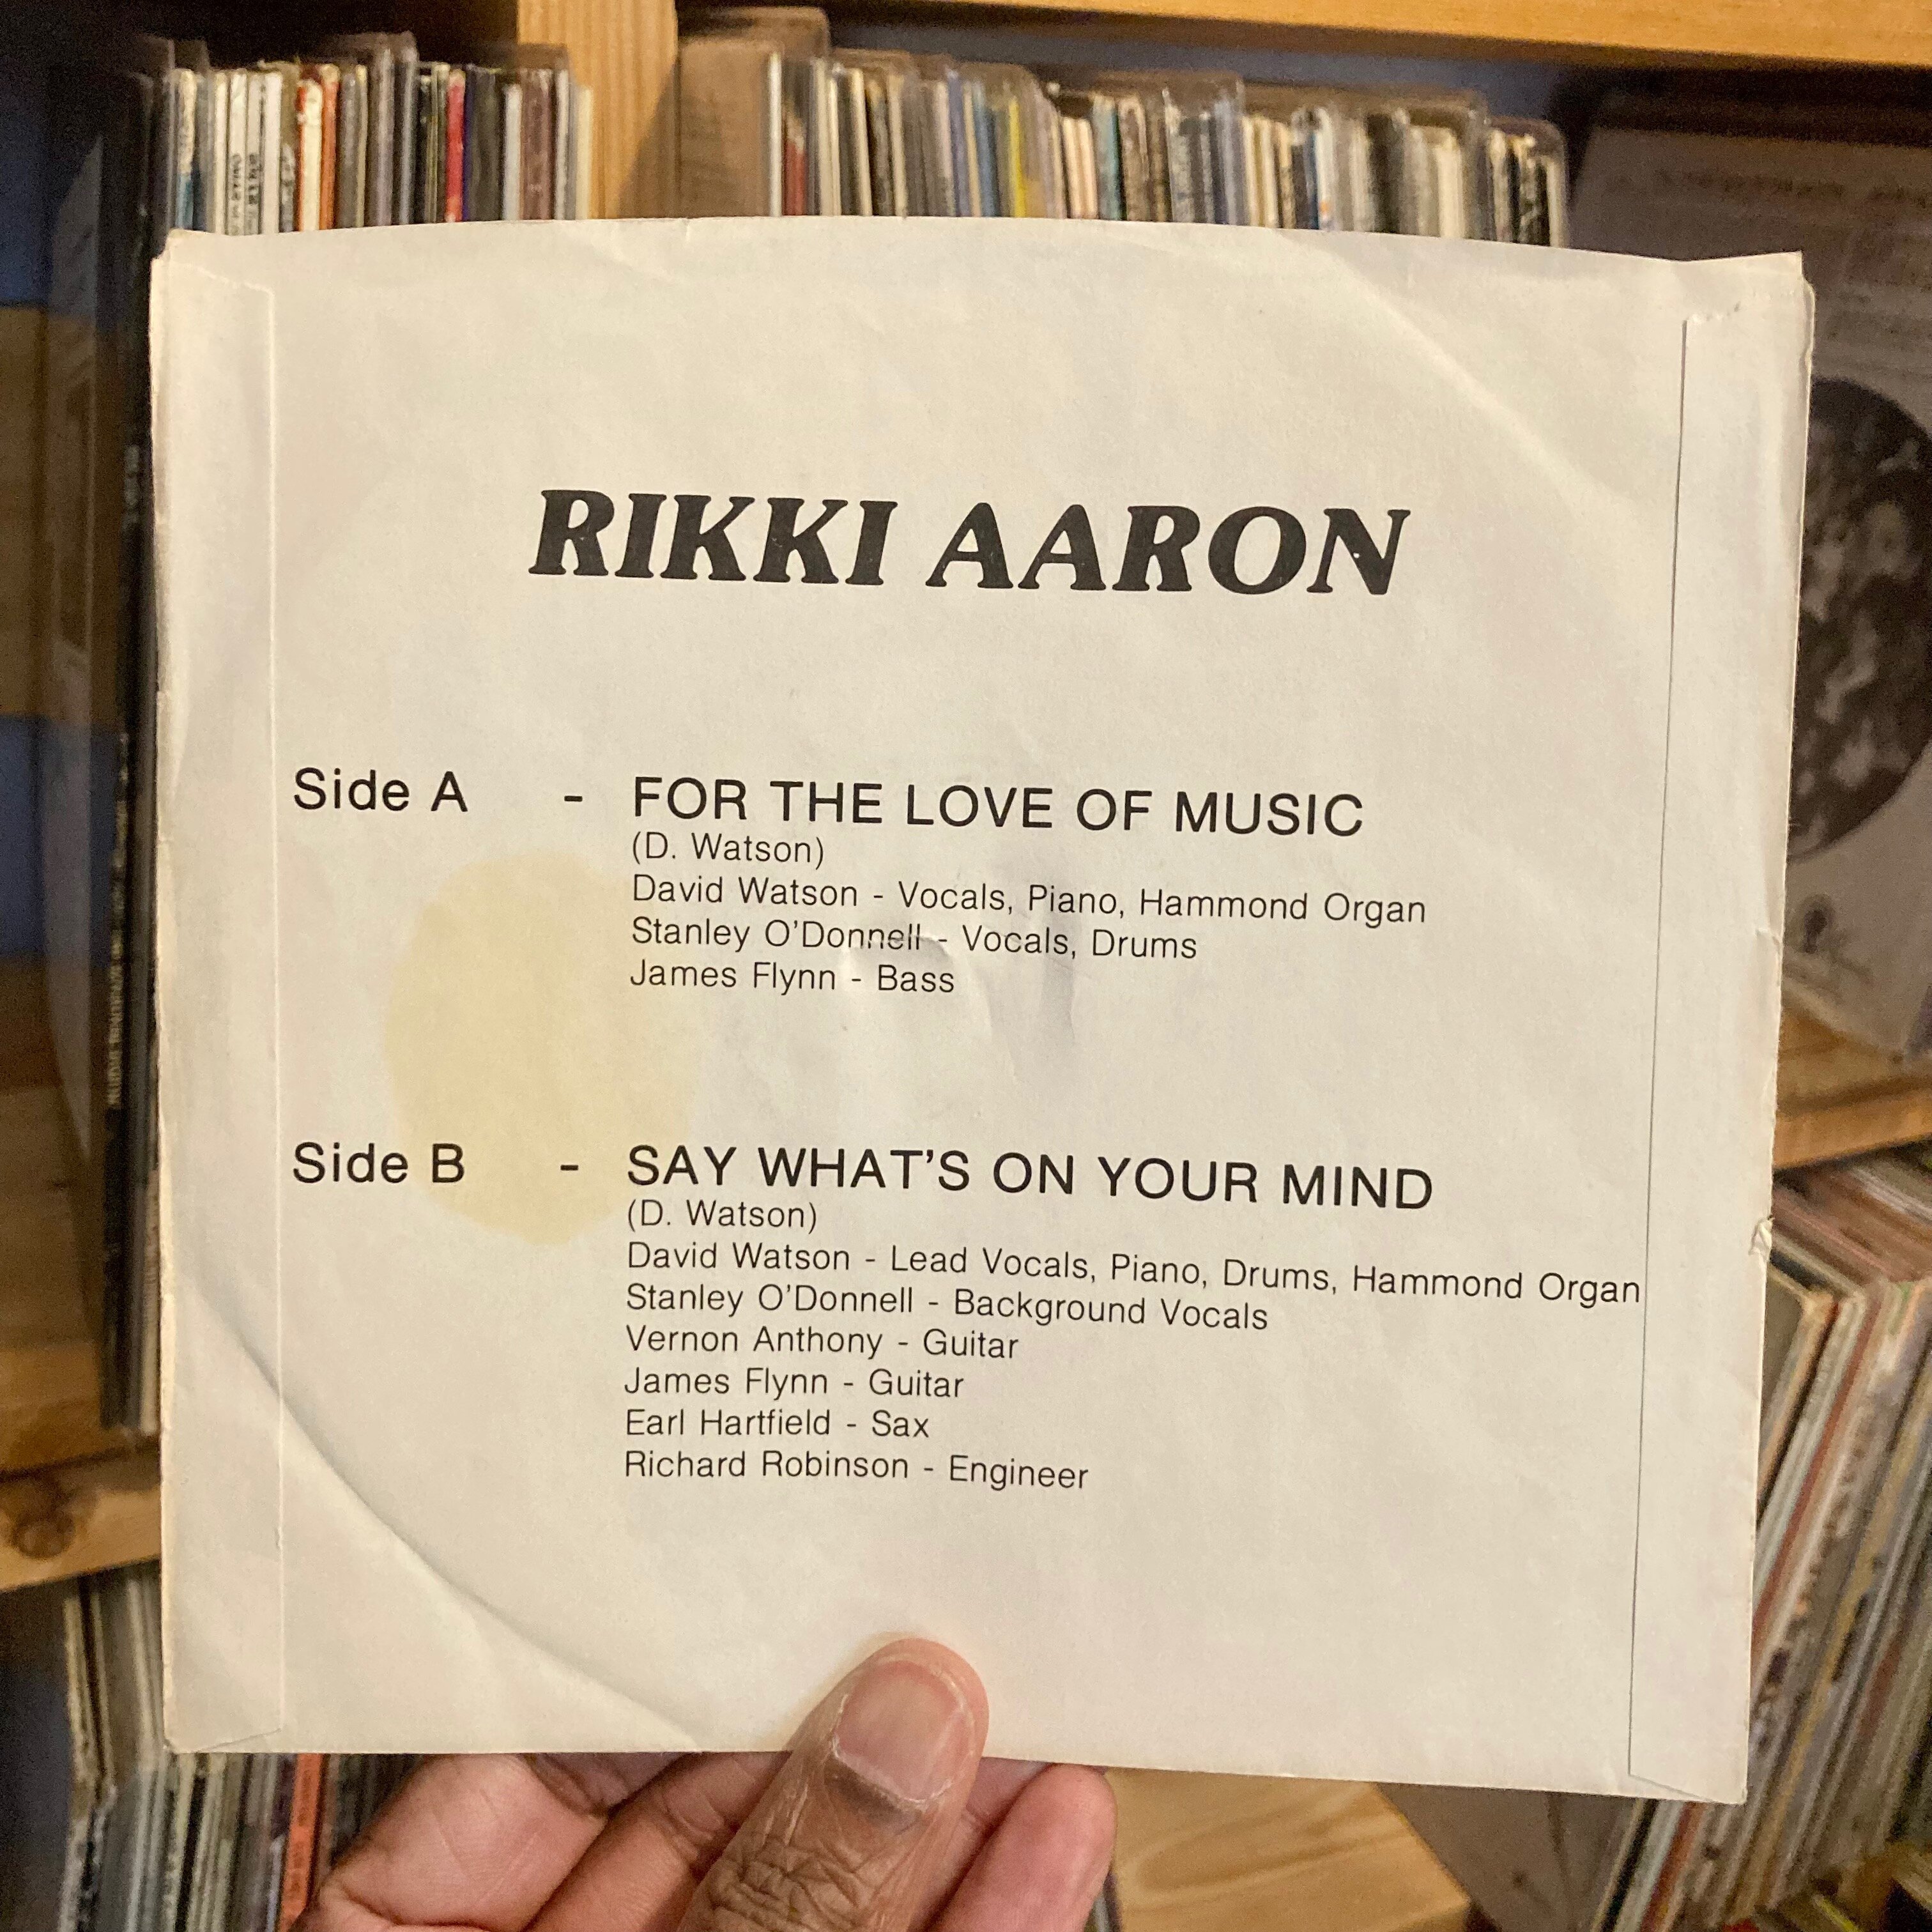 RIKKI AARON
Side A - FOR THE LOVE OF MUSIC
(D. Watson)
David Watson - Vocals, Piano, Hammond Organ
Stanley O'Donnell - Vocals, Drums
James Flynn - Bass
Side B - SAY WHAT'S ON YOUR MIND
(D. Watson)
David Watson - Lead Vocals, Piano, Drums, Hammond Organ
Stanley O'Donnell - Background Vocals
Vernon Anthony - Guitar
James Flynn - Guitar
Earl Hartfield - Sax
Richard Robinson - Engineer